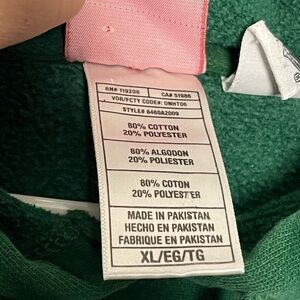 RN# 119208 CA# 51986
VDR/FCTY CODE: DNHT06
STYLE# 8460A2009
80% COTTON
20% POLYESTER
80% ALGODON
20% POLIESTER
80% COTON
20% POLYESTER
MADE IN PAKISTAN
HECHO EN PAKISTAN
FABRIQUE EN PAKISTAN
XL/EG/TG